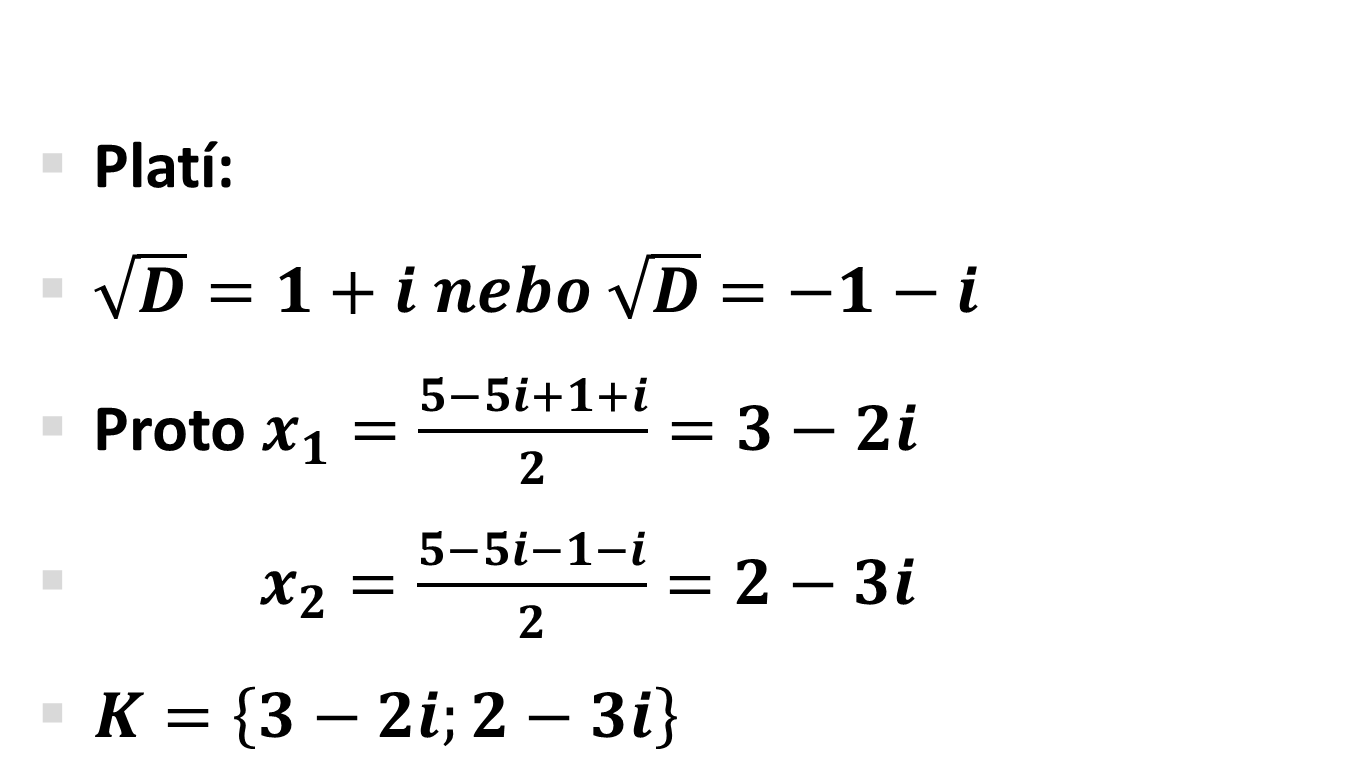 Platí:
√D = 1 + i nebo √D = −1 − i
Proto x₁ = (5−5i+1+i)/2 = 3 − 2i
x₂ = (5−5i−1−i)/2 = 2 − 3i
K = {3 − 2i; 2 − 3i}